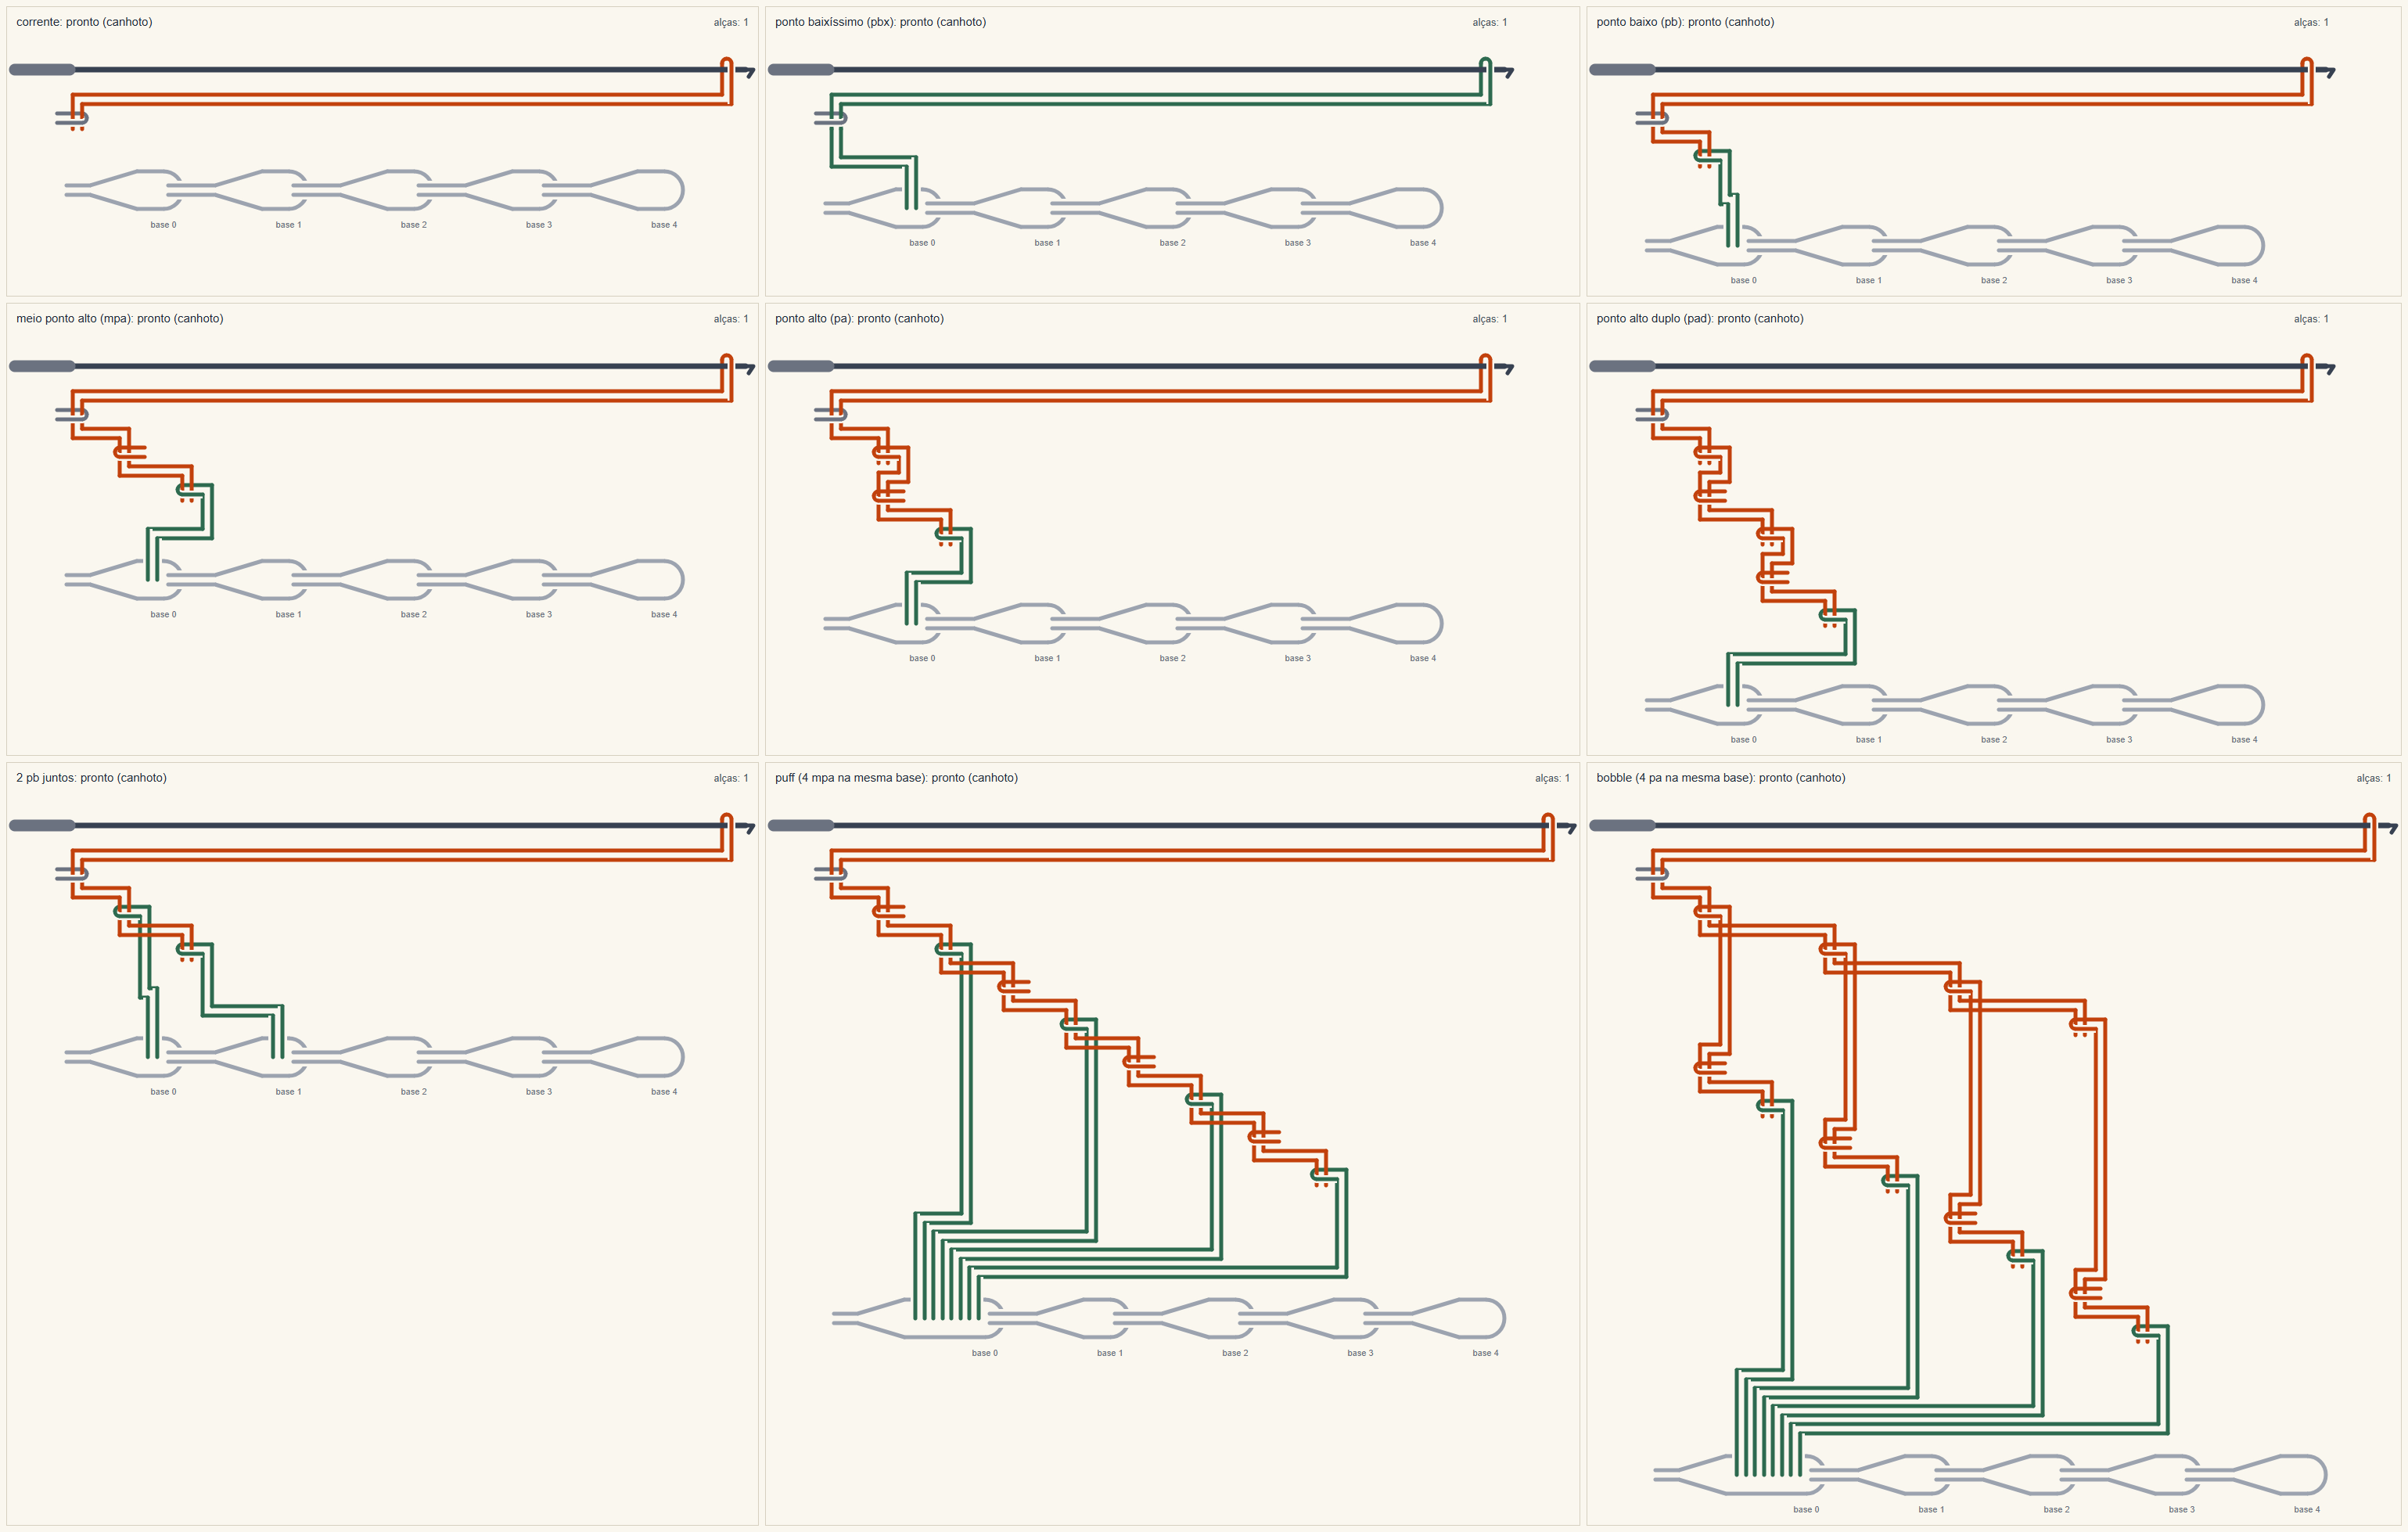 corrente: pronto (canhoto)
alças: 1
base 0
base 1
base 2
base 3
base 4
ponto baixíssimo (pbx): pronto (canhoto)
alças: 1
base 0
base 1
base 2
base 3
base 4
ponto baixo (pb): pronto (canhoto)
alças: 1
base 0
base 1
base 2
base 3
base 4
meio ponto alto (mpa): pronto (canhoto)
alças: 1
base 0
base 1
base 2
base 3
base 4
ponto alto (pa): pronto (canhoto)
alças: 1
base 0
base 1
base 2
base 3
base 4
ponto alto duplo (pad): pronto (canhoto)
alças: 1
base 0
base 1
base 2
base 3
base 4
2 pb juntos: pronto (canhoto)
alças: 1
base 0
base 1
base 2
base 3
base 4
puff (4 mpa na mesma base): pronto (canhoto)
alças: 1
base 0
base 1
base 2
base 3
base 4
bobble (4 pa na mesma base): pronto (canhoto)
alças: 1
base 0
base 1
base 2
base 3
base 4